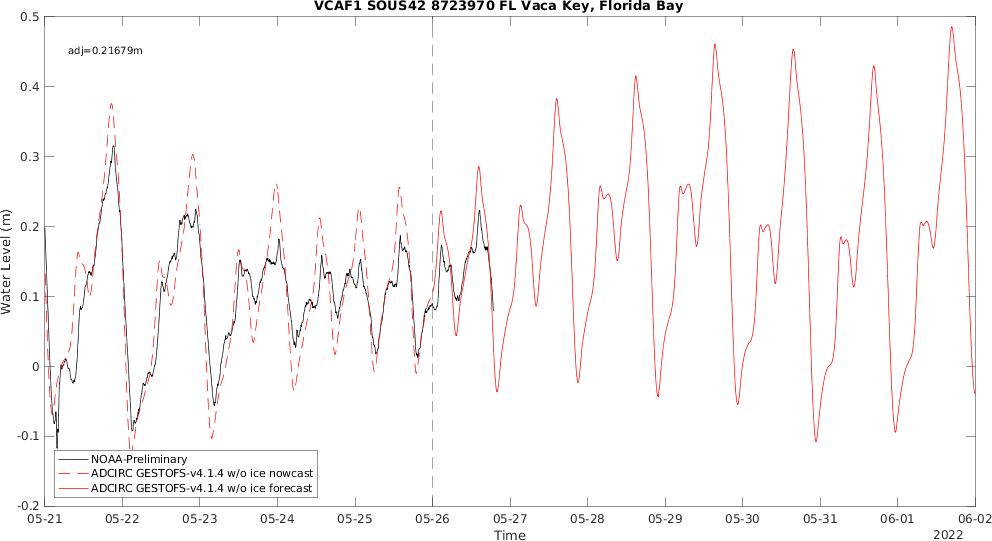 VCAF1 SOUS42 8723970 FL Vaca Key, Florida Bay
adj=0.21679m
0.5
0.4
0.3
0.2
0.1
0
-0.1
-0.2
Water Level (m)
NOAA-Preliminary
ADCIRC GESTOFS-v4.1.4 w/o ice nowcast
ADCIRC GESTOFS-v4.1.4 w/o ice forecast
05-21 05-22 05-23 05-24 05-25 05-26 05-27 05-28 05-29 05-30 05-31 06-01 06-02
Time
2022